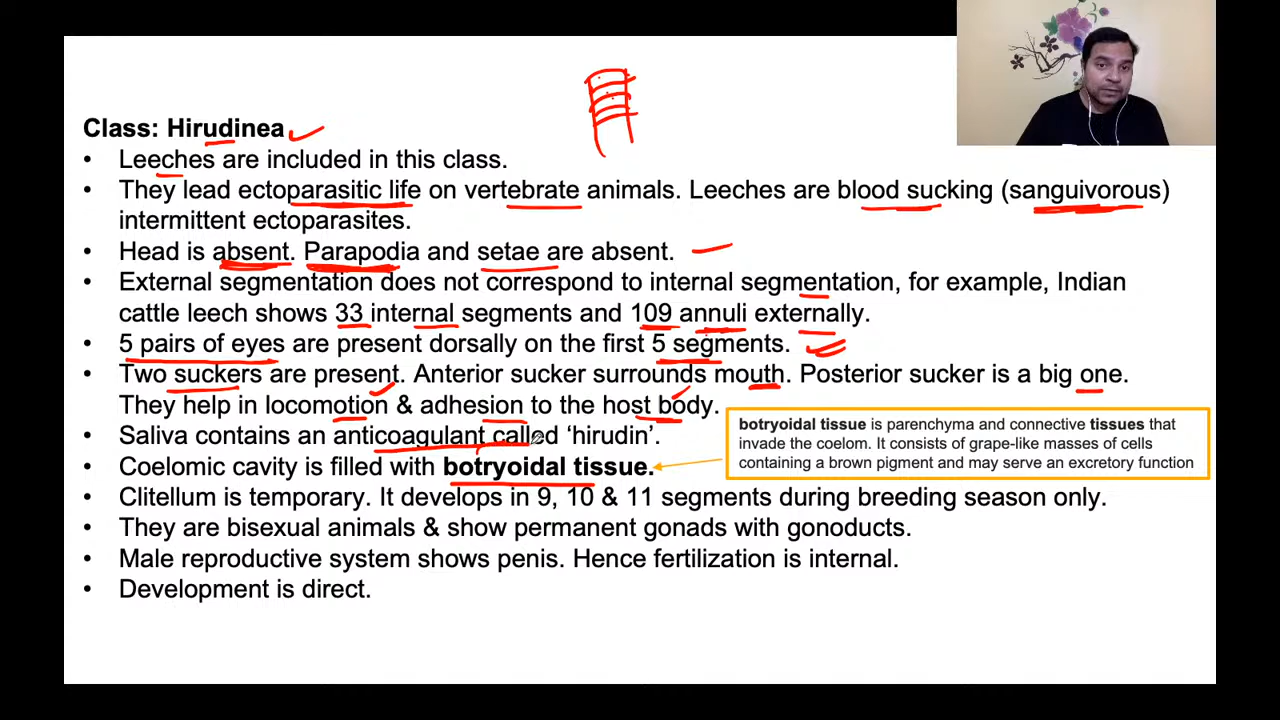 Class: Hirudinea
• Leeches are included in this class.
• They lead ectoparasitic life on vertebrate animals. Leeches are blood sucking (sanguivorous)
intermittent ectoparasites.
• Head is absent. Parapodia and setae are absent.
• External segmentation does not correspond to internal segmentation, for example, Indian
cattle leech shows 33 internal segments and 109 annuli externally.
• 5 pairs of eyes are present dorsally on the first 5 segments.
• Two suckers are present. Anterior sucker surrounds mouth. Posterior sucker is a big one.
They help in locomotion & adhesion to the host body.
• Saliva contains an anticoagulant called ‘hirudin’.
• Coelomic cavity is filled with botryoidal tissue.
• Clitellum is temporary. It develops in 9, 10 & 11 segments during breeding season only.
• They are bisexual animals & show permanent gonads with gonoducts.
• Male reproductive system shows penis. Hence fertilization is internal.
• Development is direct.
botryoidal tissue is parenchyma and connective tissues that
invade the coelom. It consists of grape-like masses of cells
containing a brown pigment and may serve an excretory function